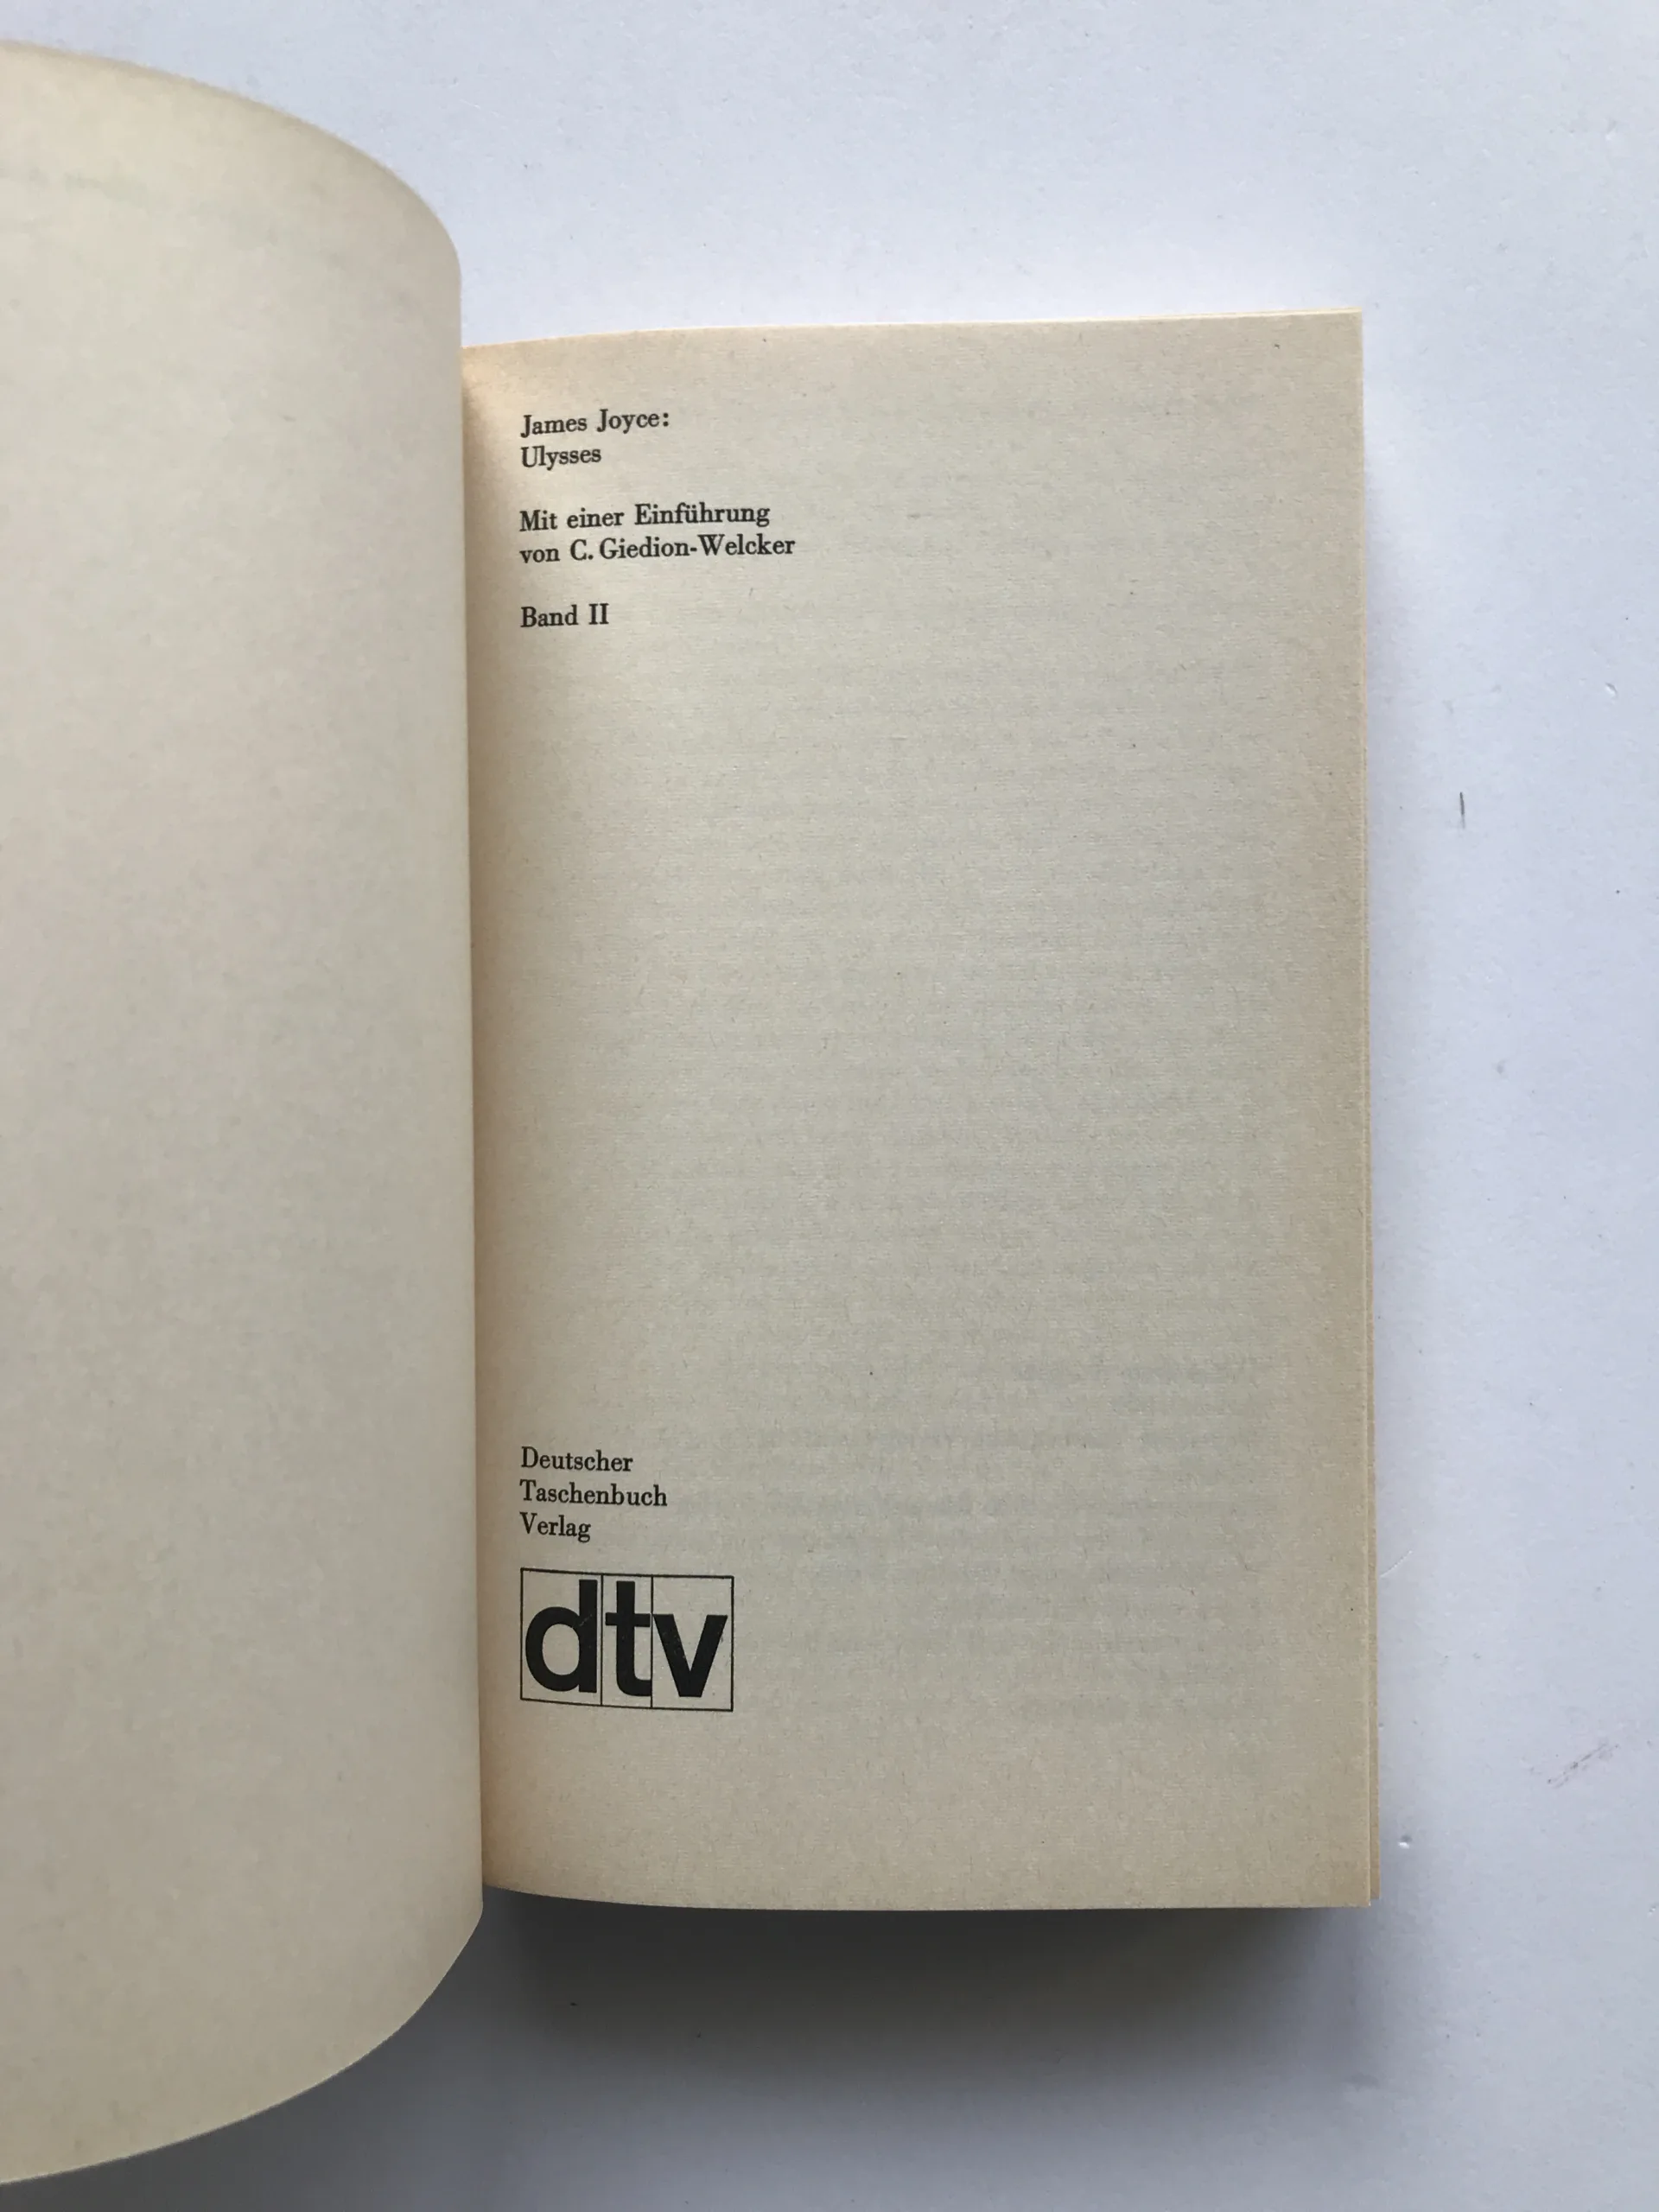 James Joyce:
Ulysses
Mit einer Einführung
von C. Giedion-Welcker
Band II
Deutscher
Taschenbuch
Verlag
dtv